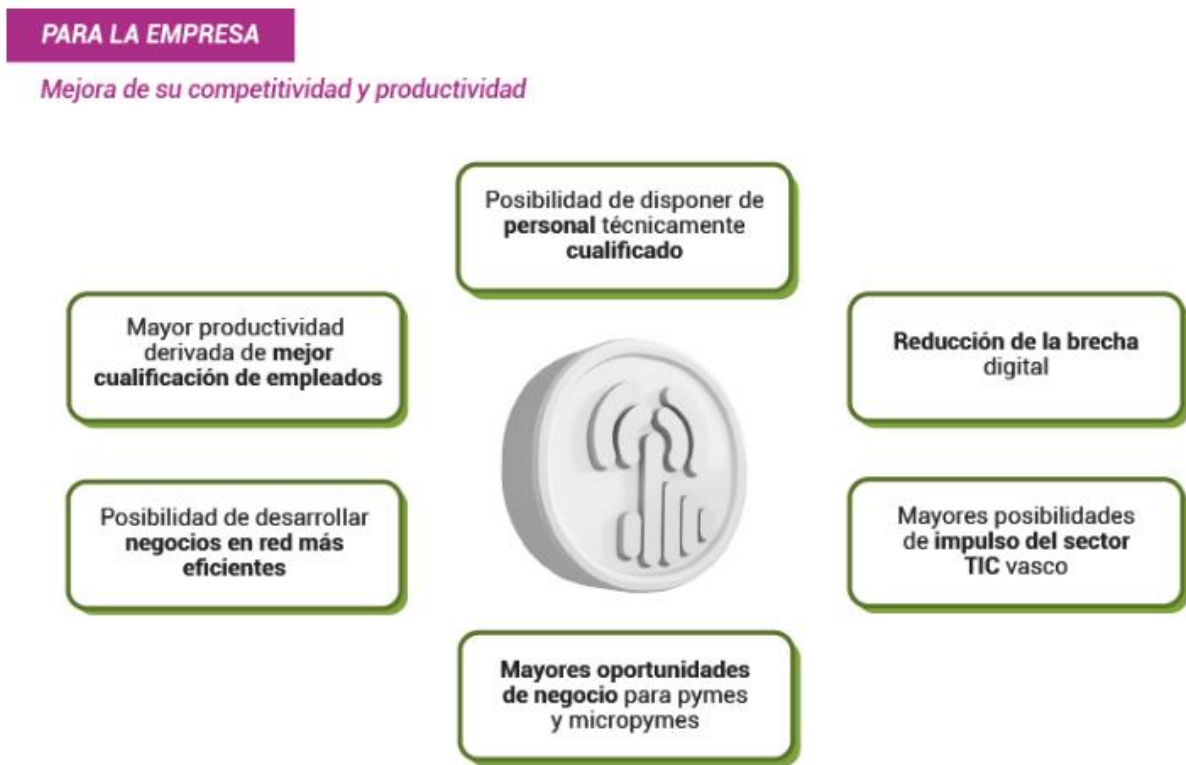 PARA LA EMPRESA
Mejora de su competitividad y productividad
Posibilidad de disponer de
personal técnicamente
cualificado
Mayor productividad
derivada de mejor
cualificación de empleados
Reducción de la brecha
digital
Posibilidad de desarrollar
negocios en red más
eficientes
Mayores posibilidades
de impulso del sector
TIC vasco
Mayores oportunidades
de negocio para pymes
y micropymes